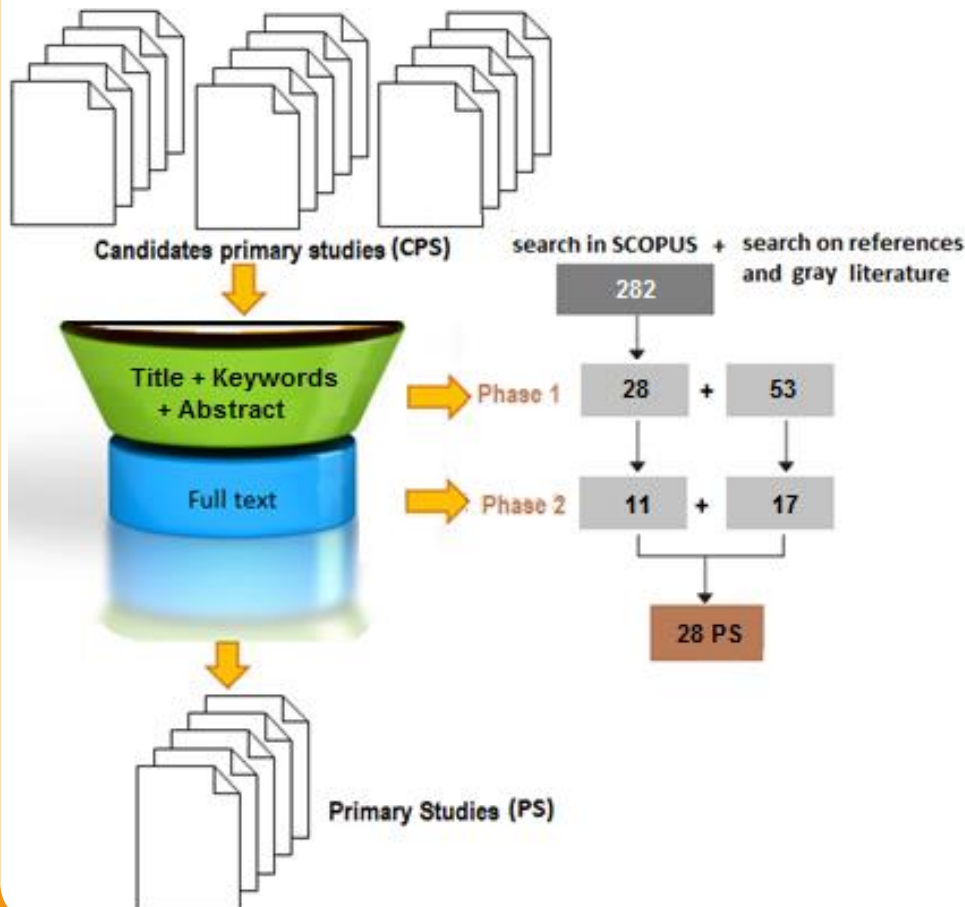 Candidates primary studies (CPS)
search in SCOPUS + search on references
and gray literature
282
Title + Keywords
+ Abstract
Phase 1
28 + 53
Full text
Phase 2
11 + 17
28 PS
Primary Studies (PS)